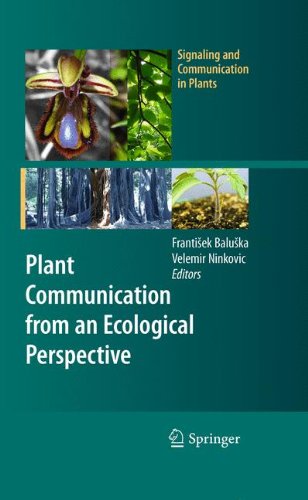 Signaling and
Communication
in Plants
František Baluška
Velemir Ninkovic
Editors
Plant
Communication
from an Ecological
Perspective
Springer